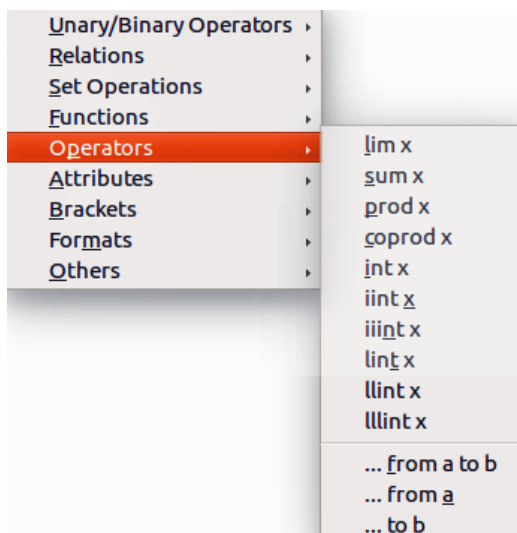 Unary/Binary Operators
Relations
Set Operations
Functions
Operators
Attributes
Brackets
Formats
Others
lim x
sum x
prod x
coprod x
int x
iint x
iiint x
lint x
llint x
lllint x
... from a to b
... from a
... to b